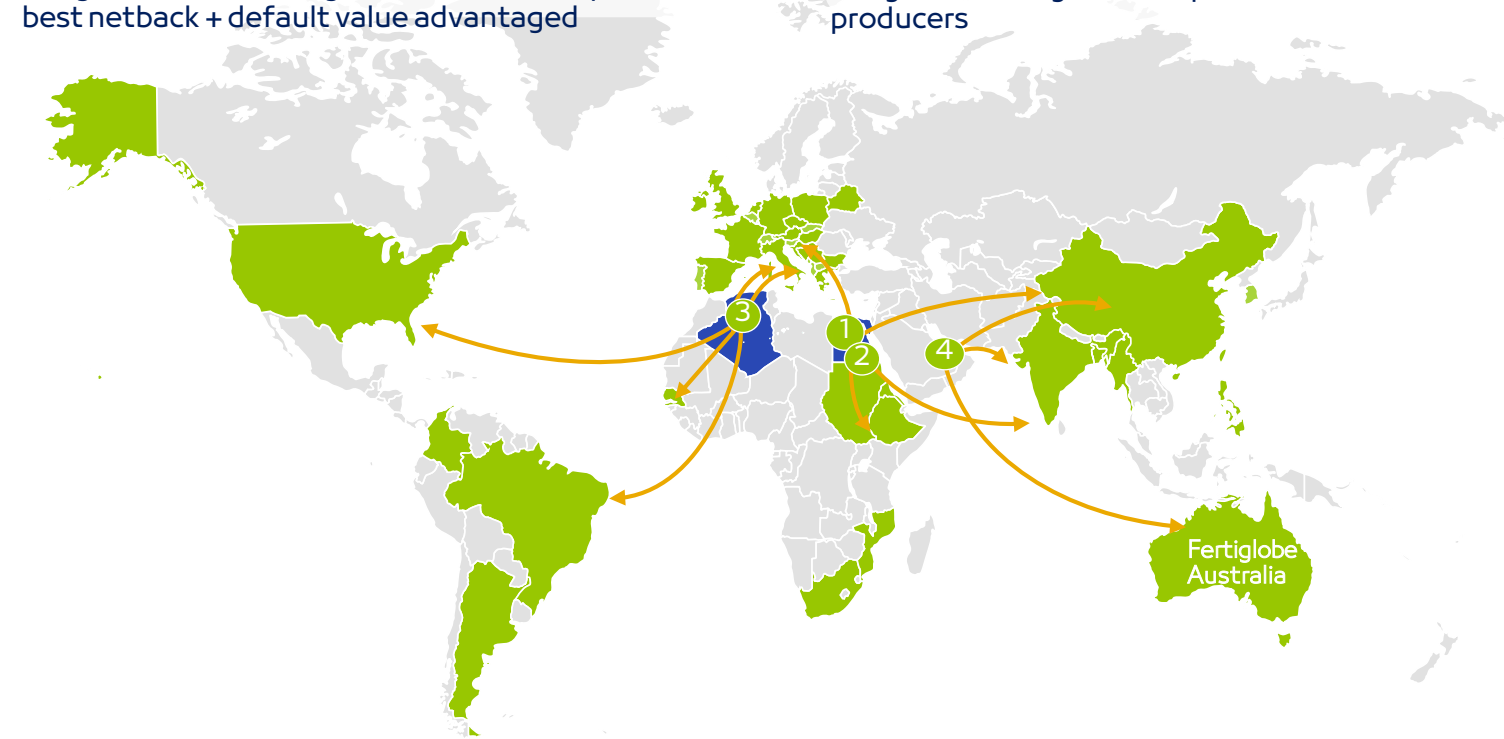 best netback + default value advantaged
producers
3
1
2
4
Fertiglobe
Australia